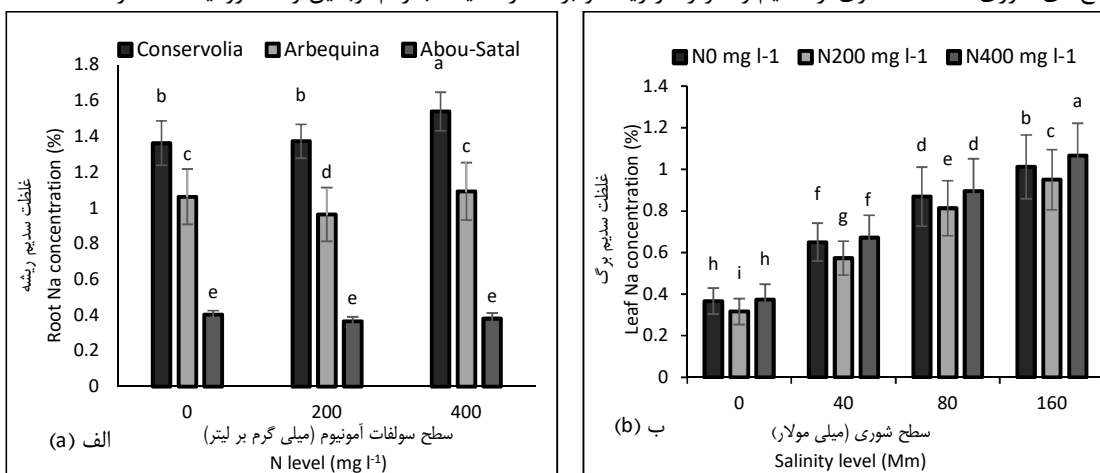 Conservolia Arbequina Abou-Satal
غلظت سدیم ریشه
Root Na concentration (%)
1.8
1.6
1.4
1.2
1
0.8
0.6
0.4
0.2
0
b c e
b d e
a c e
0 200 400
سطح سولفات آمونیوم (میلی گرم بر لیتر)
N level (mg l-1)
الف (a)
N0 mg l-1 N200 mg l-1 N400 mg l-1
غلظت سدیم برگ
Leaf Na concentration (%)
1.4
1.2
1
0.8
0.6
0.4
0.2
0
h i h
f g f
d e d
b c a
0 40 80 160
سطح شوری (میلی مولار)
Salinity level (Mm)
ب (b)